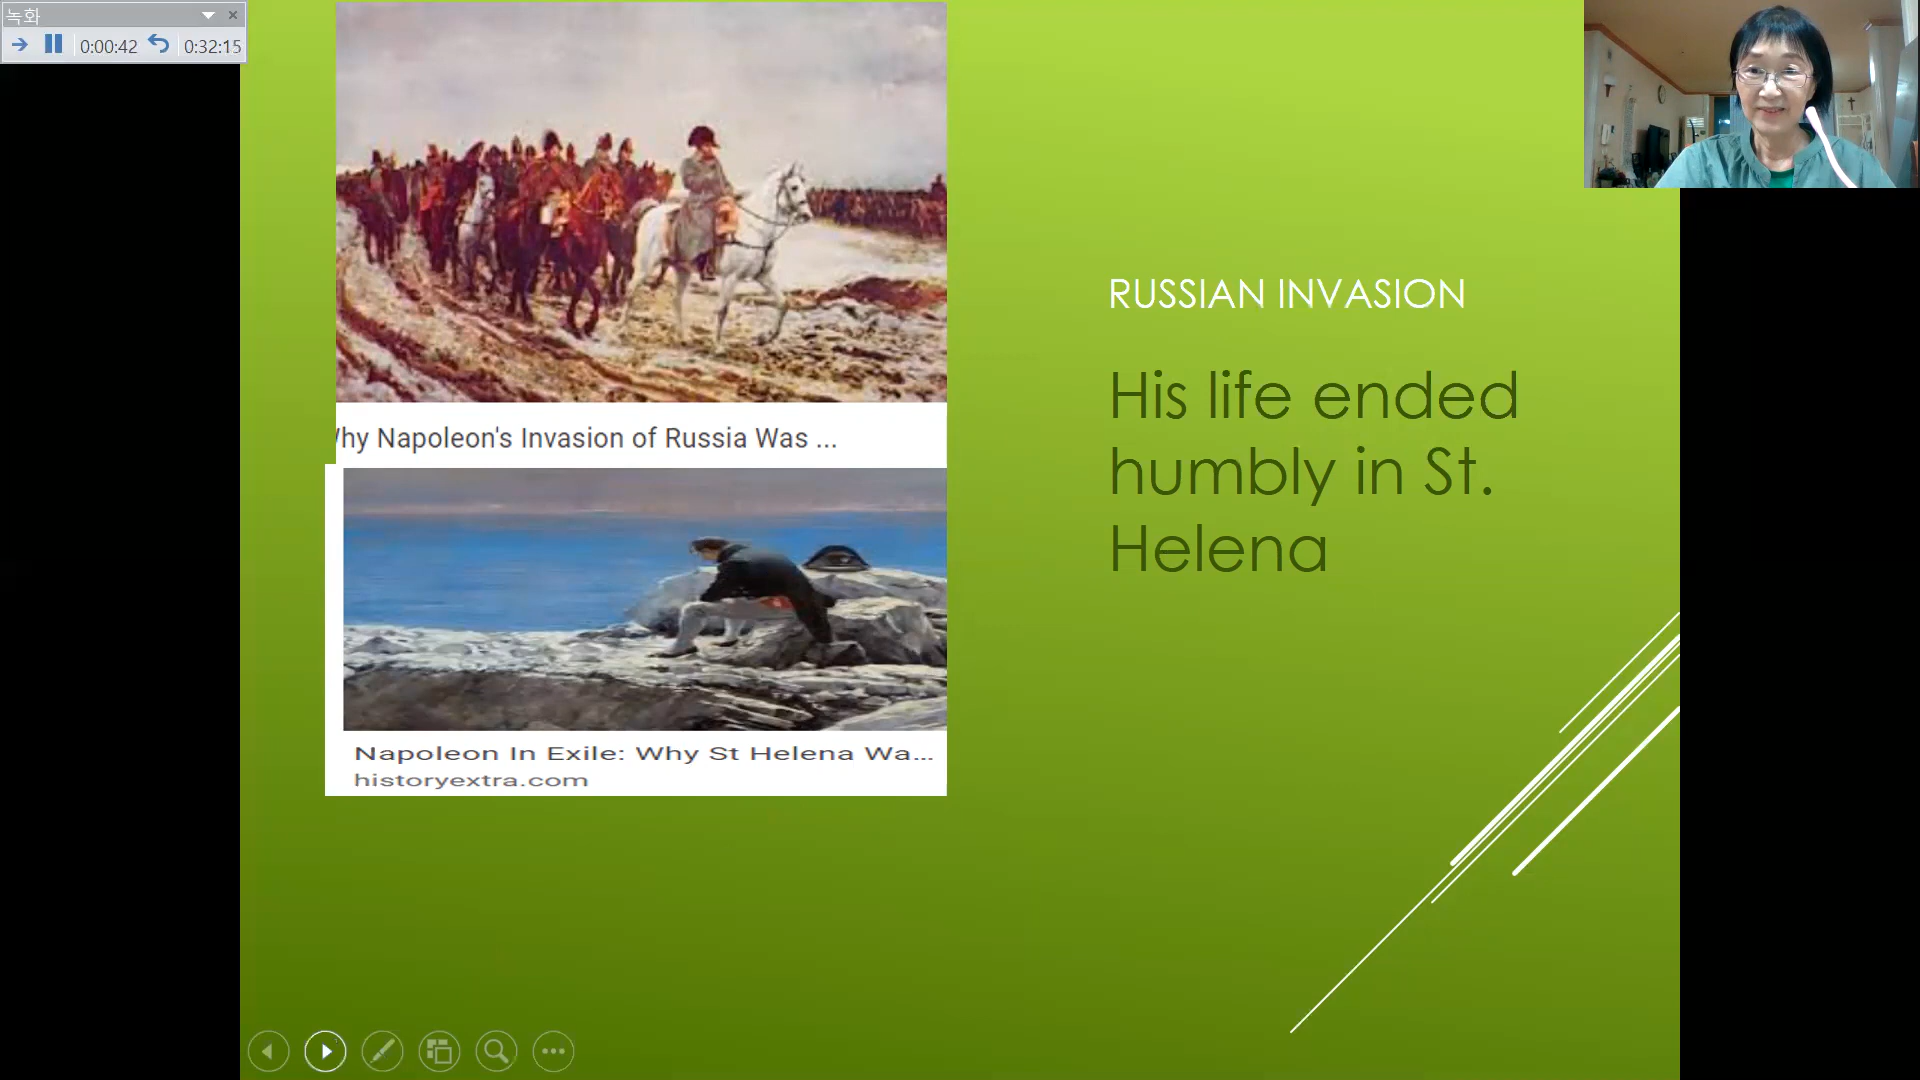 녹화
0:00:42 0:32:15
RUSSIAN INVASION
His life ended
humbly in St.
Helena
hy Napoleon's Invasion of Russia Was ...
Napoleon In Exile: Why St Helena Wa...
historyextra.com